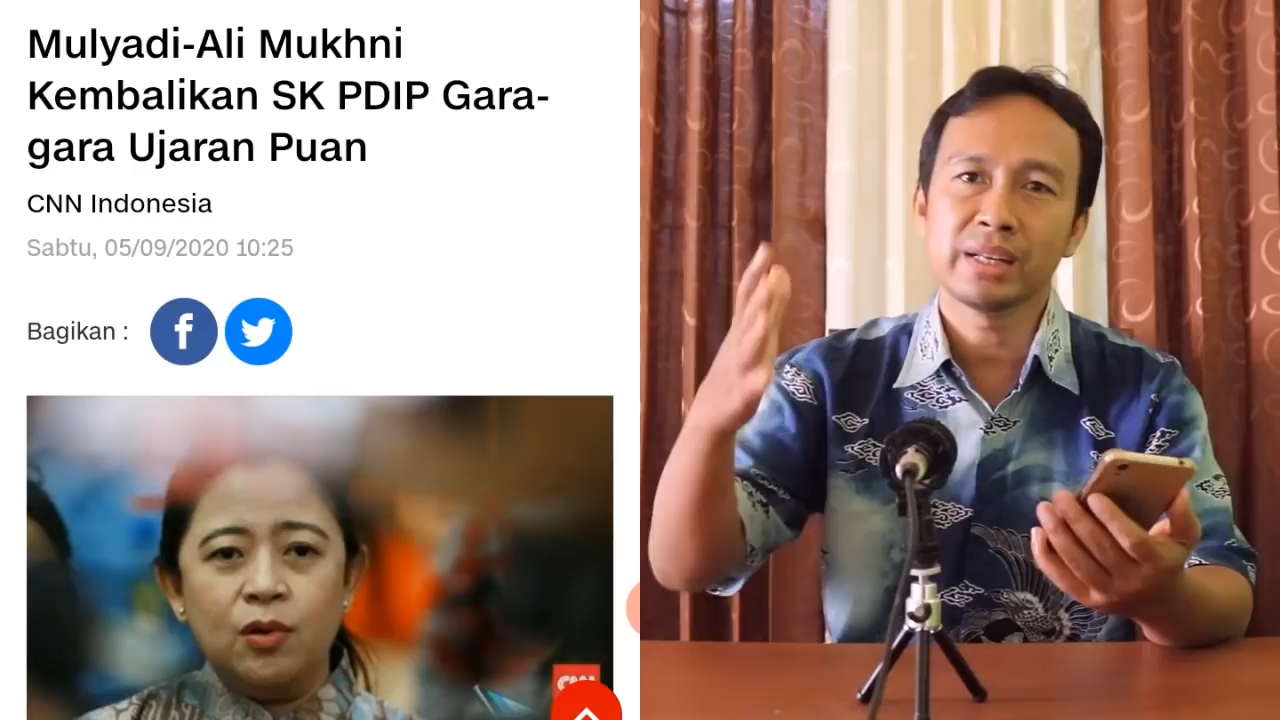 Mulyadi-Ali Mukhni
Kembalikan SK PDIP Gara-
gara Ujaran Puan
CNN Indonesia
Sabtu, 05/09/2020 10:25
Bagikan :
f